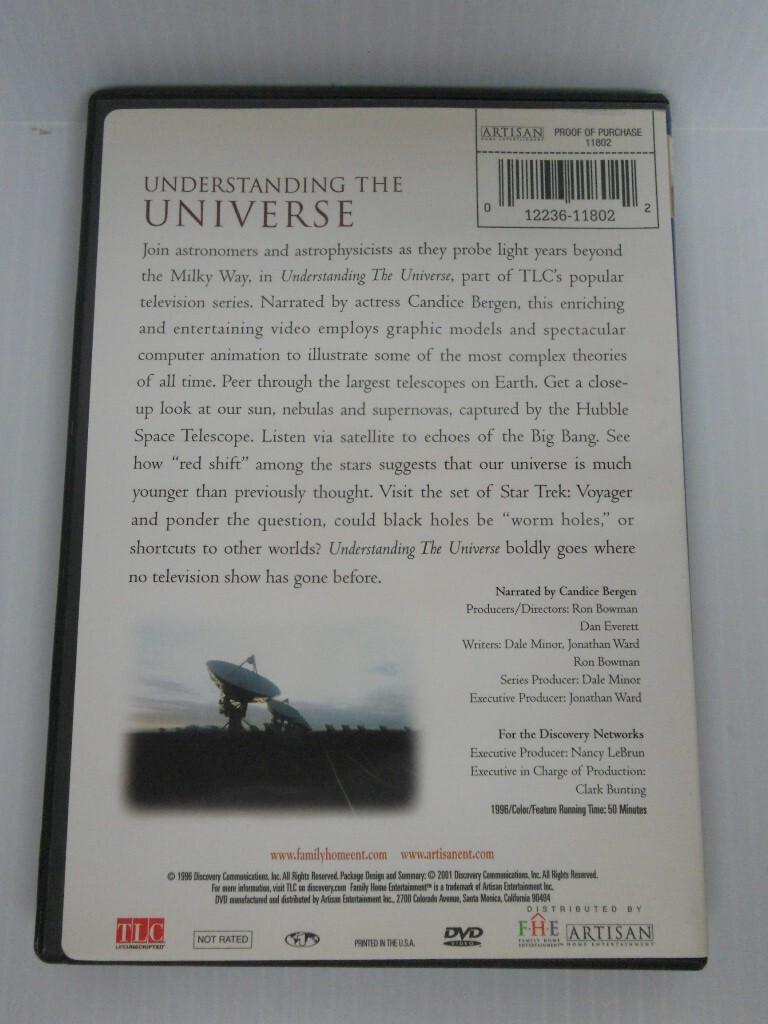 ARTISAN PROOF OF PURCHASE
HOME ENTERTAINMENT 11802
0 12236-11802 2
UNDERSTANDING THE
UNIVERSE
Join astronomers and astrophysicists as they probe light years beyond
the Milky Way, in Understanding The Universe, part of TLC's popular
television series. Narrated by actress Candice Bergen, this enriching
and entertaining video employs graphic models and spectacular
computer animation to illustrate some of the most complex theories
of all time. Peer through the largest telescopes on Earth. Get a close-
up look at our sun, nebulas and supernovas, captured by the Hubble
Space Telescope. Listen via satellite to echoes of the Big Bang. See
how “red shift” among the stars suggests that our universe is much
younger than previously thought. Visit the set of Star Trek: Voyager
and ponder the question, could black holes be “worm holes,” or
shortcuts to other worlds? Understanding The Universe boldly goes where
no television show has gone before.
Narrated by Candice Bergen
Producers/Directors: Ron Bowman
Dan Everett
Writers: Dale Minor, Jonathan Ward
Ron Bowman
Series Producer: Dale Minor
Executive Producer: Jonathan Ward
For the Discovery Networks
Executive Producer: Nancy LeBrun
Executive in Charge of Production:
Clark Bunting
1996/Color/Feature Running Time: 50 Minutes
www.familyhomeent.com www.artisanent.com
© 1996 Discovery Communications, Inc. All Rights Reserved. Package Design and Summary: © 2001 Discovery Communications, Inc. All Rights Reserved.
For more information, visit TLC on discovery.com Family Home Entertainment™ is a trademark of Artisan Entertainment Inc.
DVD manufactured and distributed by Artisan Entertainment Inc., 2700 Colorado Avenue, Santa Monica, California 90404
DISTRIBUTED BY
TLC NOT RATED PRINTED IN THE U.S.A. DVD FHE ARTISAN
LIFEUNSCRIPTED VIDEO FAMILY HOME ENTERTAINMENT HOME ENTERTAINMENT